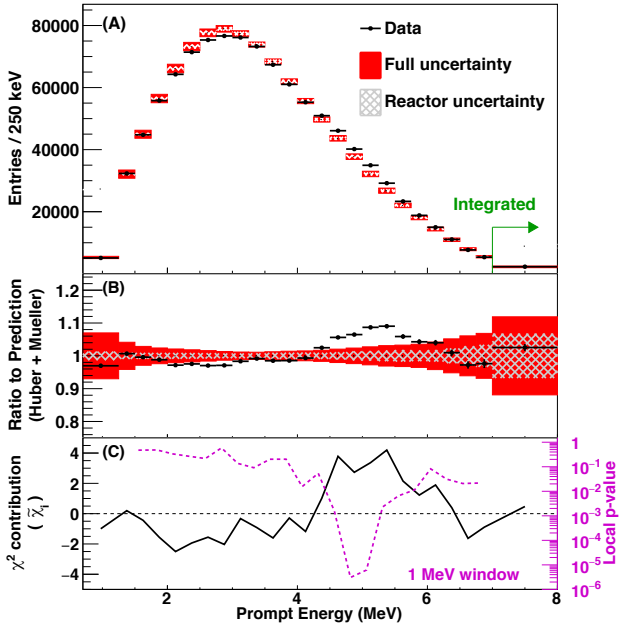 (A)
Data
Full uncertainty
Reactor uncertainty
Integrated
Entries / 250 keV
80000
60000
40000
20000
(B)
Ratio to Prediction
(Huber + Mueller)
1.2
1.1
1
0.9
0.8
(C)
χ² contribution
( χ̃ᵢ )
4
2
0
−2
−4
1 MeV window
Local p-value
1
10⁻¹
10⁻²
10⁻³
10⁻⁴
10⁻⁵
10⁻⁶
2 4 6 8
Prompt Energy (MeV)